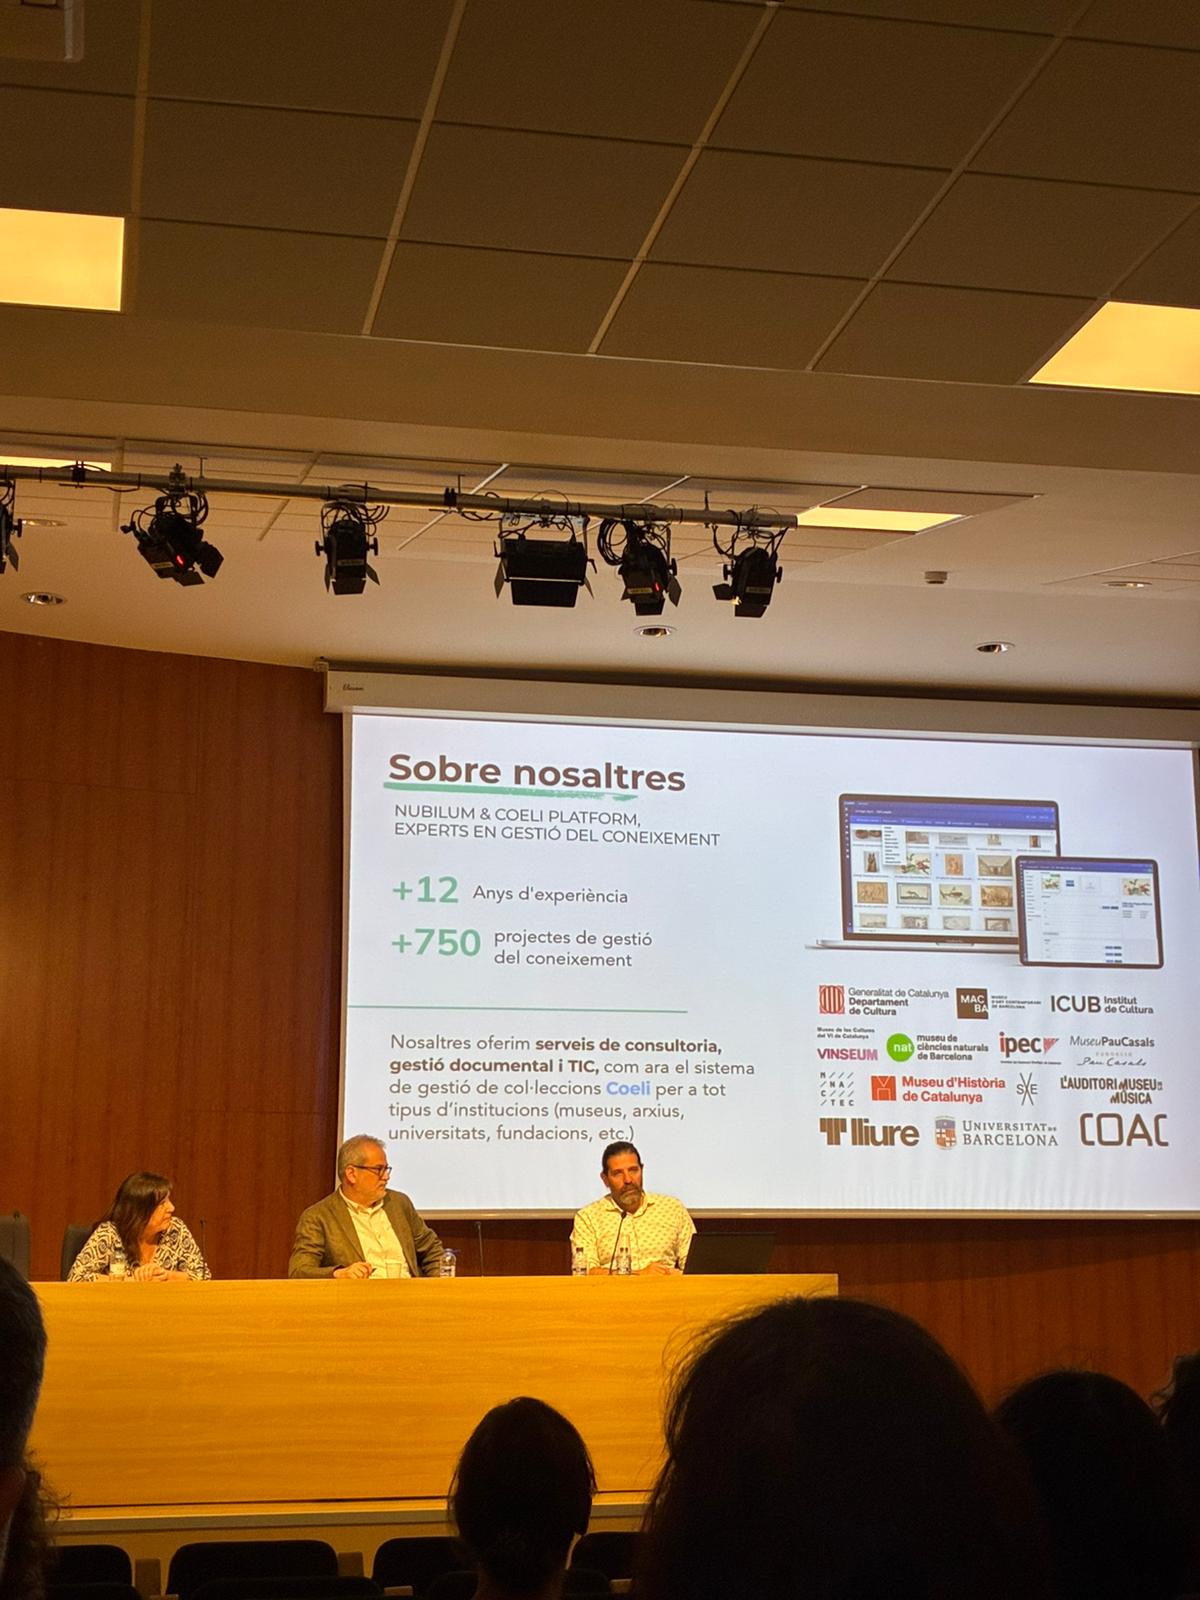 Sobre nosaltres
NUBILUM & COELI PLATFORM,
EXPERTS EN GESTIÓ DEL CONEIXEMENT
+12 Anys d'experiència
+750 projectes de gestió
del coneixement
Nosaltres oferim serveis de consultoria,
gestió documental i TIC, com ara el sistema
de gestió de col·leccions Coeli per a tot
tipus d'institucions (museus, arxius,
universitats, fundacions, etc.)
Generalitat de Catalunya
Departament
de Cultura
MAC
BA
MUSEU
D'ART CONTEMPORANI
DE BARCELONA
ICUB Institut
de Cultura
Museu de les Cultures
del Vi de Catalunya
VINSEUM
nat
museu de
ciències naturals
de Barcelona
ipec
MuseuPauCasals
FUNDACIÓ
Pau Casals
M////
/NA//
//C//
//TEC
Museu d'Història
de Catalunya
L'AUDITORI MUSEU DE LA
MÚSICA
lliure
UNIVERSITAT DE
BARCELONA
COAC